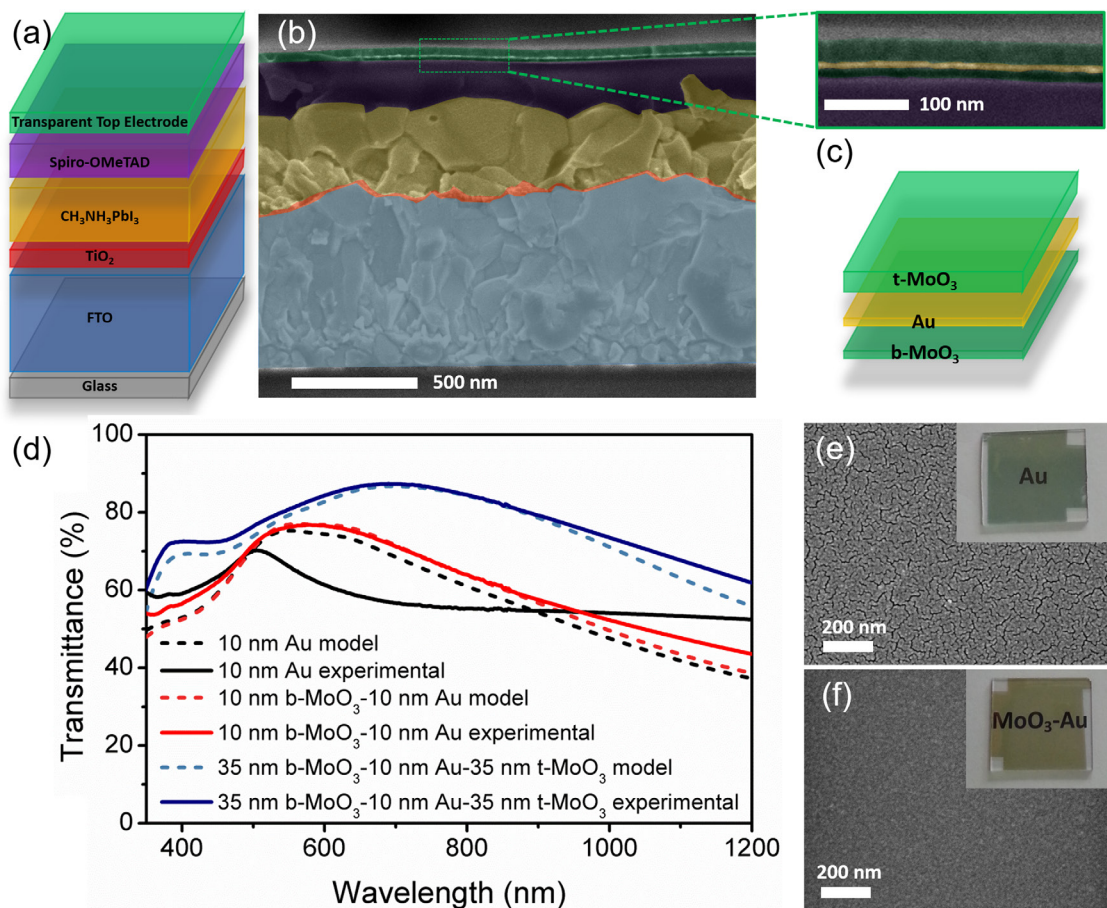 (a)
Transparent Top Electrode
Spiro-OMeTAD
CH₃NH₃PbI₃
TiO₂
FTO
Glass
(b)
500 nm
100 nm
(c)
t-MoO₃
Au
b-MoO₃
(d)
Transmittance (%)
100
80
60
40
20
0
10 nm Au model
10 nm Au experimental
10 nm b-MoO₃-10 nm Au model
10 nm b-MoO₃-10 nm Au experimental
35 nm b-MoO₃-10 nm Au-35 nm t-MoO₃ model
35 nm b-MoO₃-10 nm Au-35 nm t-MoO₃ experimental
400 600 800 1000 1200
Wavelength (nm)
(e)
Au
200 nm
(f)
MoO₃-Au
200 nm